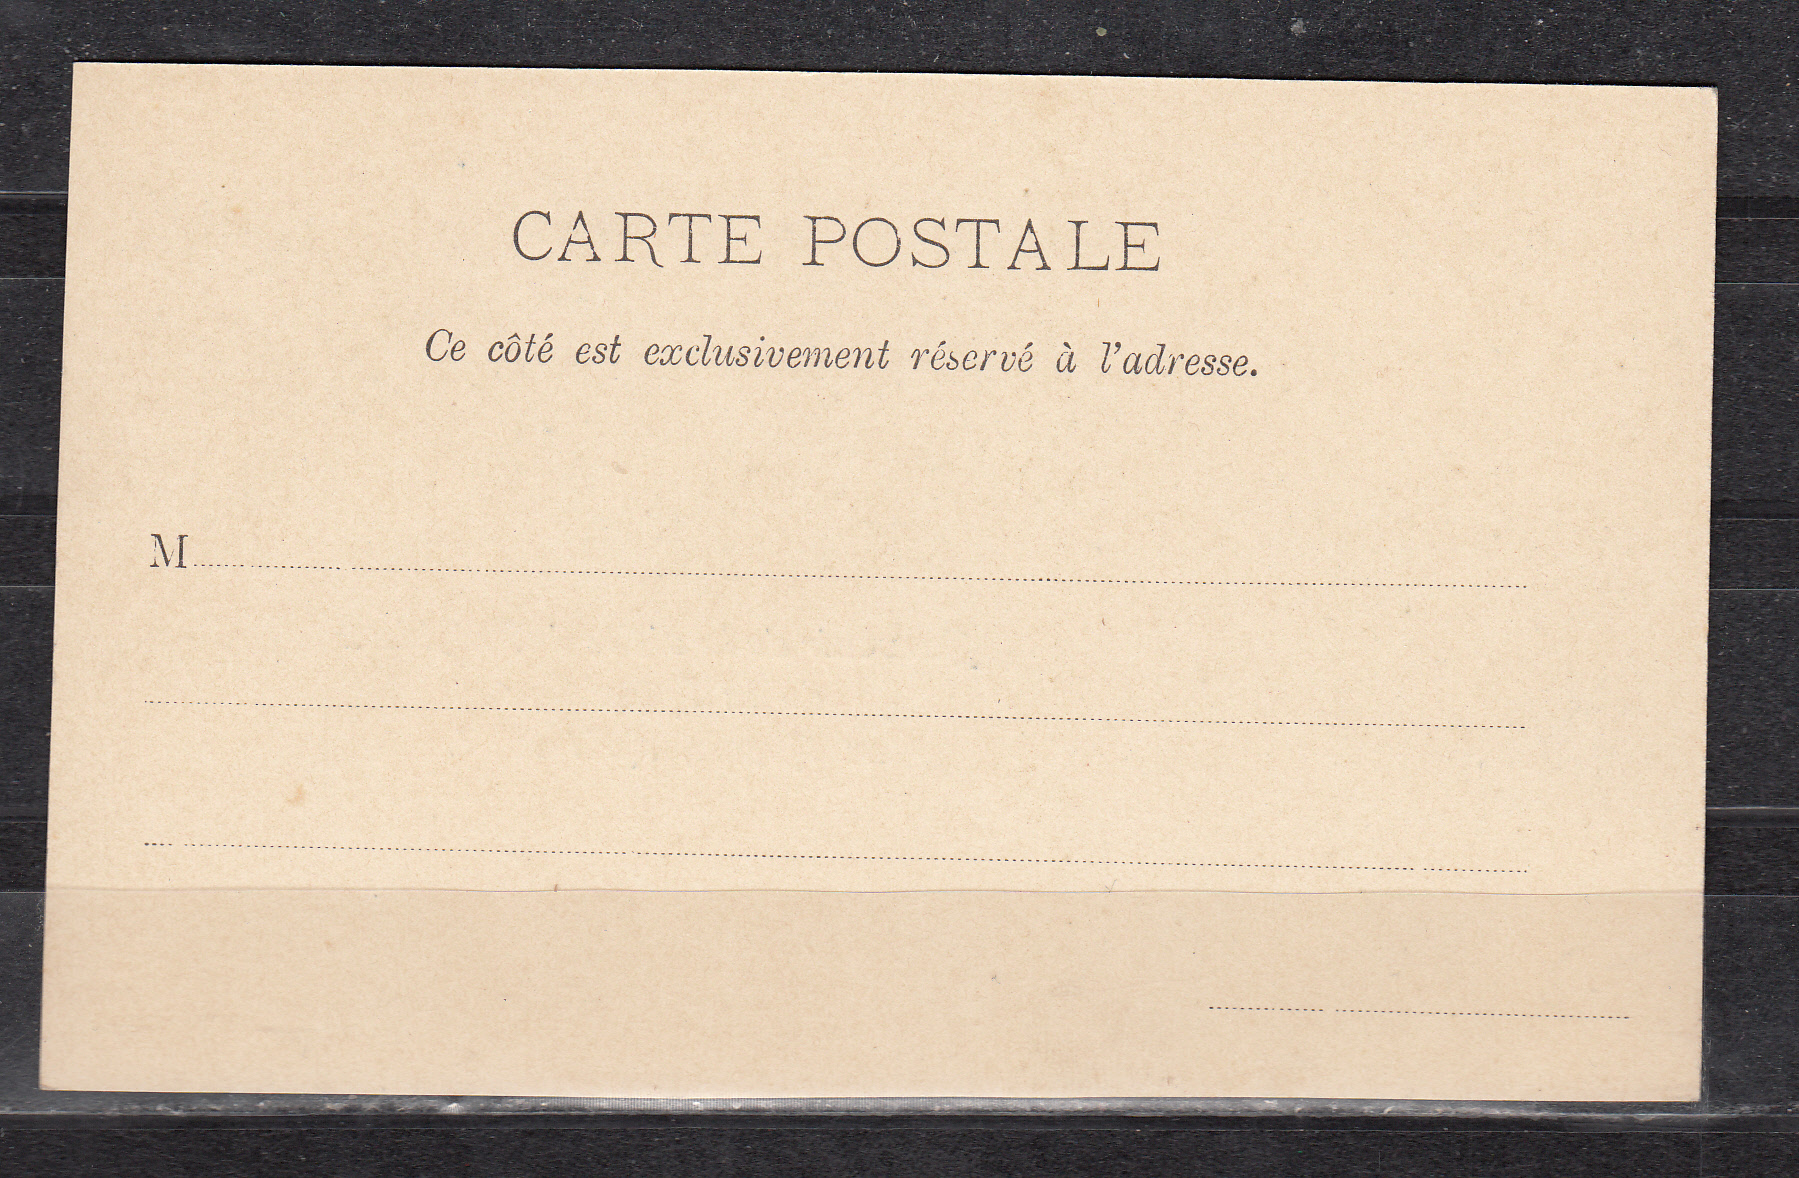 CARTE POSTALE
Ce côté est exclusivement réservé à l'adresse.
M